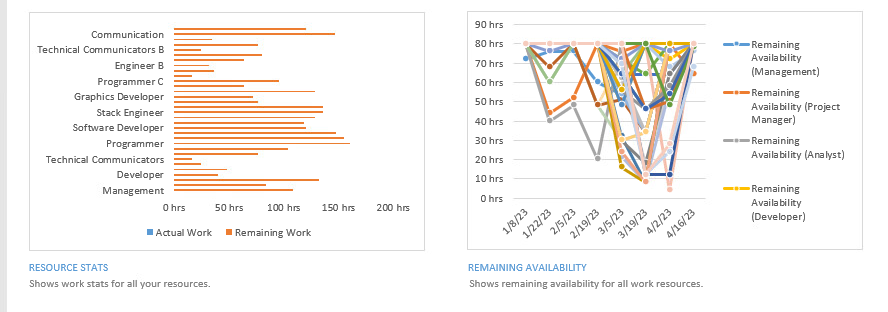 Communication
Technical Communicators B
Engineer B
Programmer C
Graphics Developer
Stack Engineer
Software Developer
Programmer
Technical Communicators
Developer
Management
0 hrs 50 hrs 100 hrs 150 hrs 200 hrs
Actual Work Remaining Work
RESOURCE STATS
Shows work stats for all your resources.
90 hrs
80 hrs
70 hrs
60 hrs
50 hrs
40 hrs
30 hrs
20 hrs
10 hrs
0 hrs
1/8/23 1/22/23 2/5/23 2/19/23 3/5/23 3/19/23 4/2/23 4/16/23
Remaining
Availability
(Management)
Remaining
Availability (Project
Manager)
Remaining
Availability (Analyst)
Remaining
Availability
(Developer)
REMAINING AVAILABILITY
Shows remaining availability for all work resources.